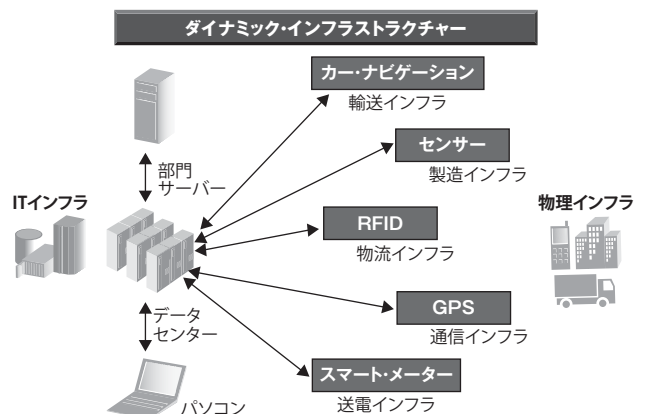 ダイナミック・インフラストラクチャー
カー・ナビゲーション
輸送インフラ
センサー
製造インフラ
部門
サーバー
ITインフラ
物理インフラ
RFID
物流インフラ
GPS
通信インフラ
データ
センター
スマート・メーター
送電インフラ
パソコン